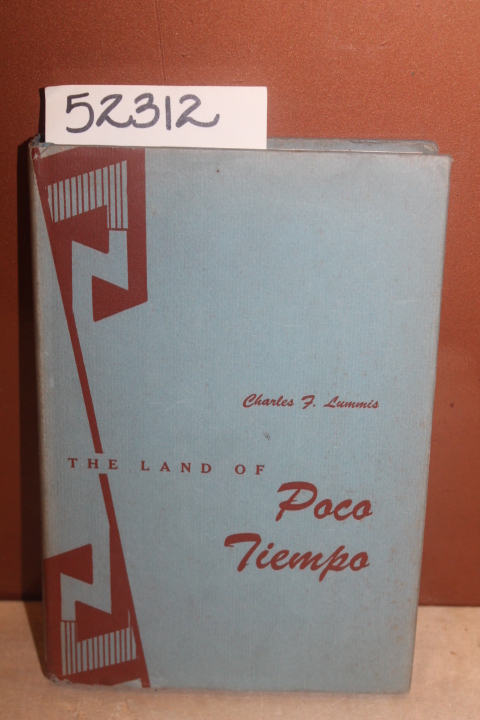 52312
Charles F. Lummis
THE LAND OF
Poco
Tiempo